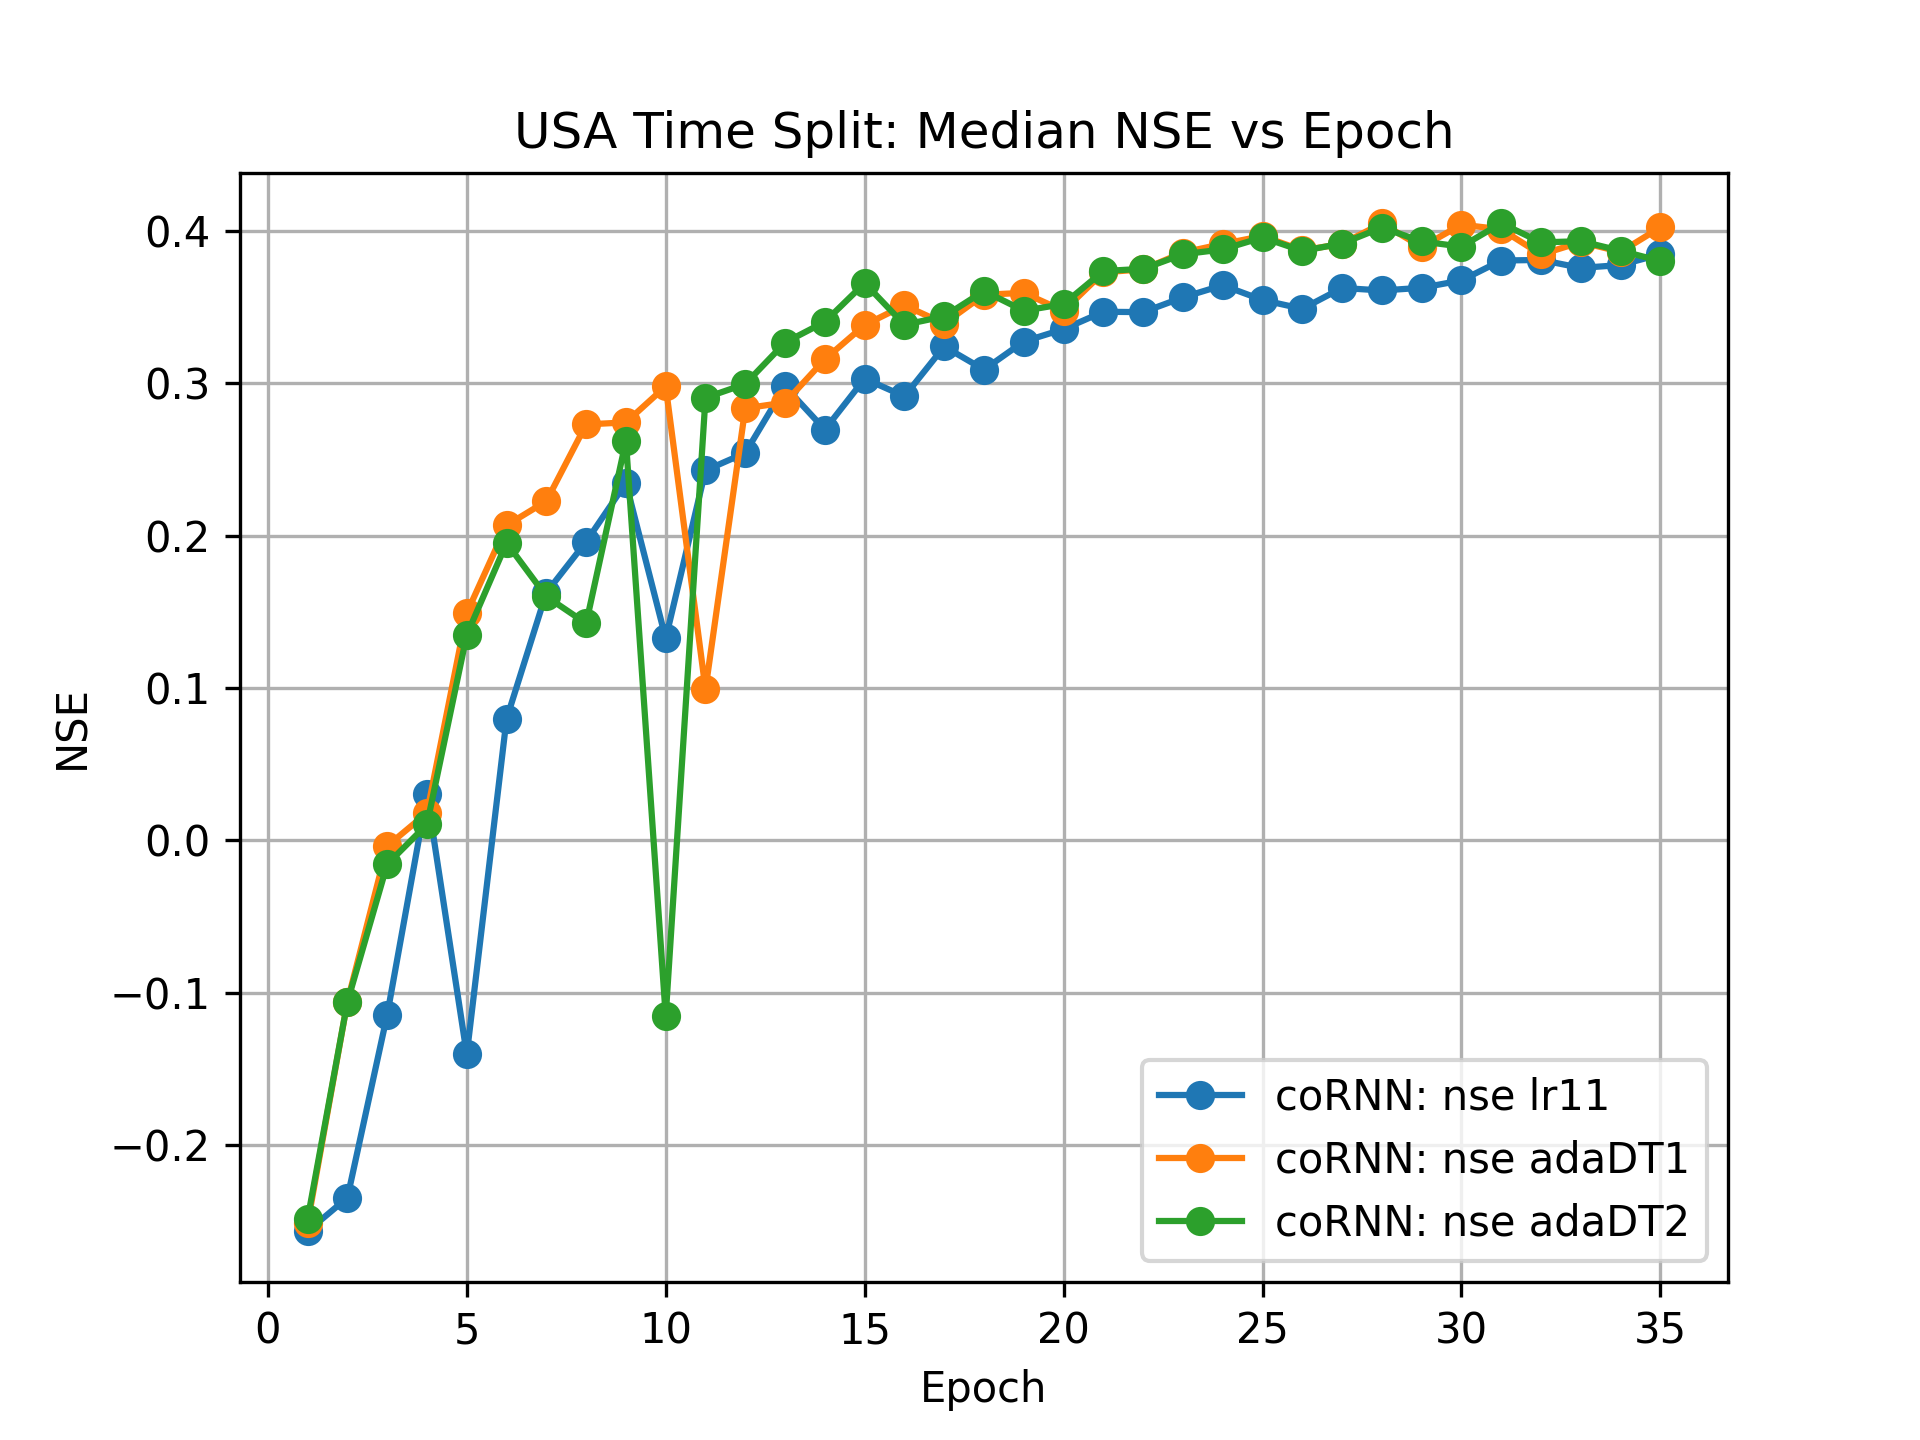 USA Time Split: Median NSE vs Epoch
0.4
0.3
0.2
0.1
0.0
−0.1
−0.2
NSE
0 5 10 15 20 25 30 35
Epoch
coRNN: nse lr11
coRNN: nse adaDT1
coRNN: nse adaDT2